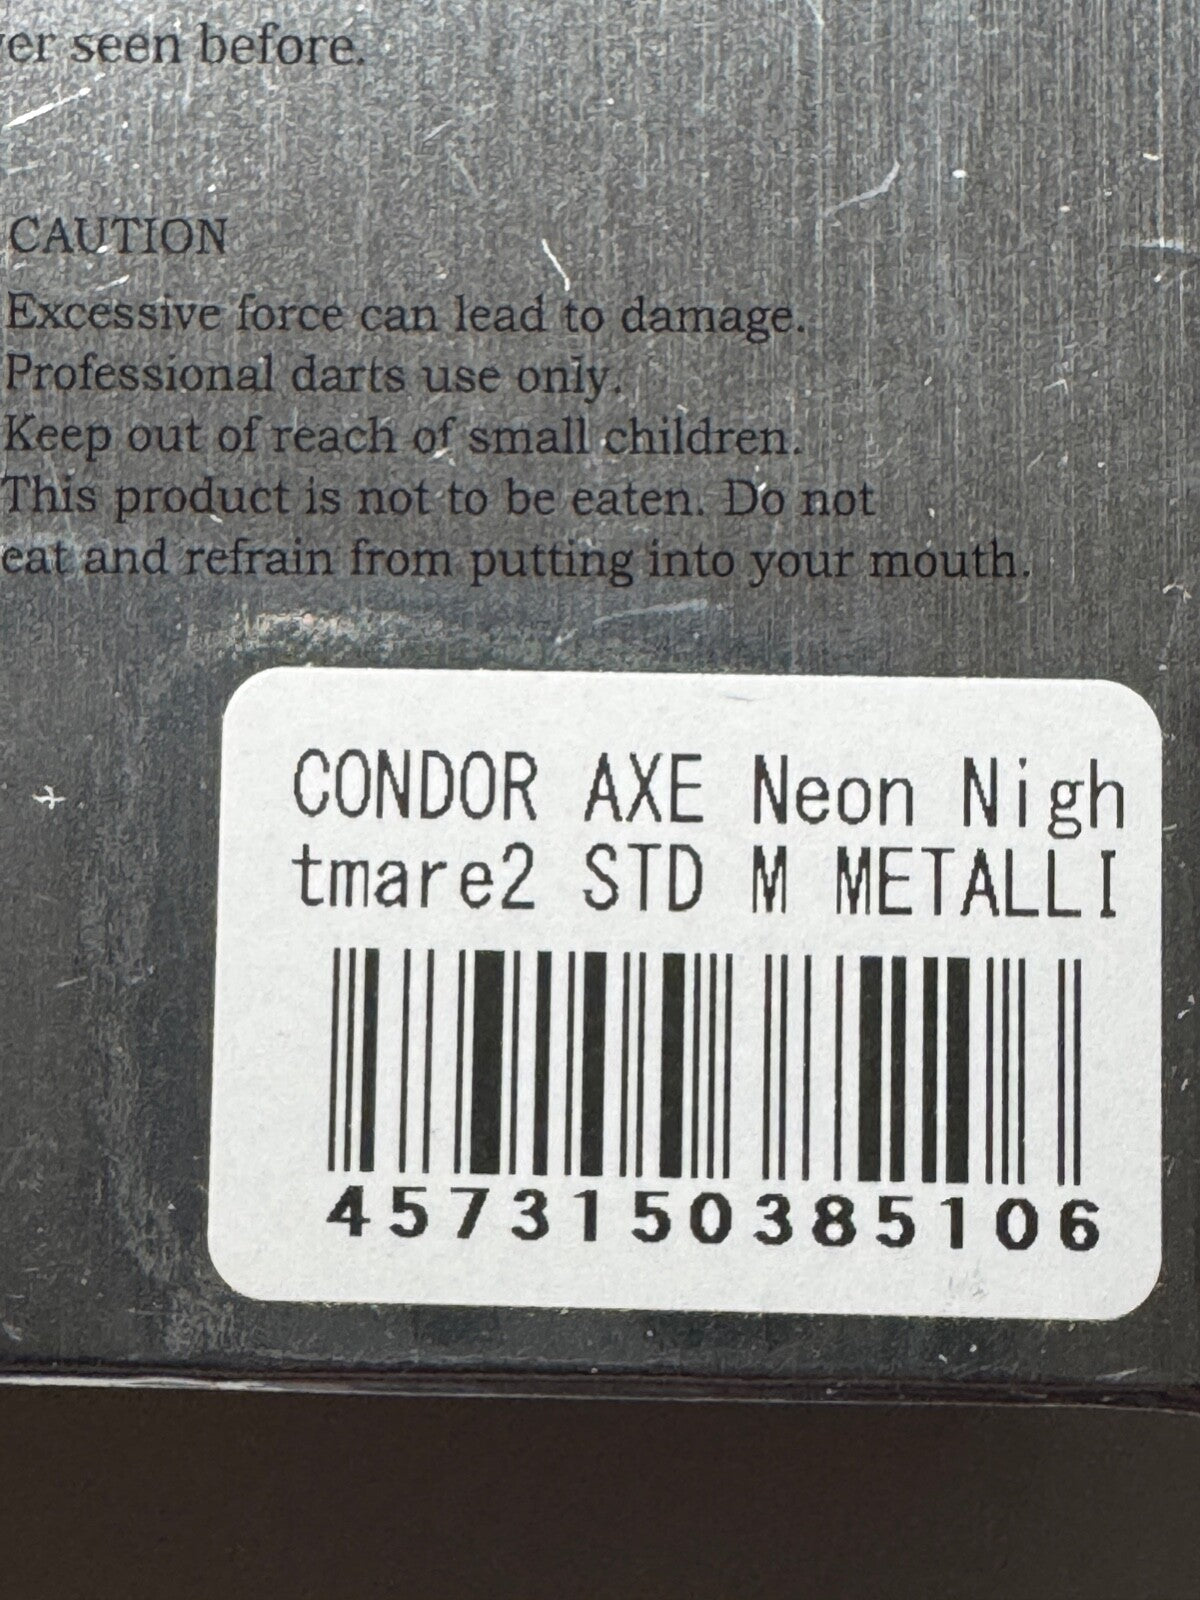 er seen before.
CAUTION
Excessive force can lead to damage.
Professional darts use only.
Keep out of reach of small children.
This product is not to be eaten. Do not
eat and refrain from putting into your mouth.
CONDOR AXE Neon Nigh
tmare2 STD M METALLI
4573150385106